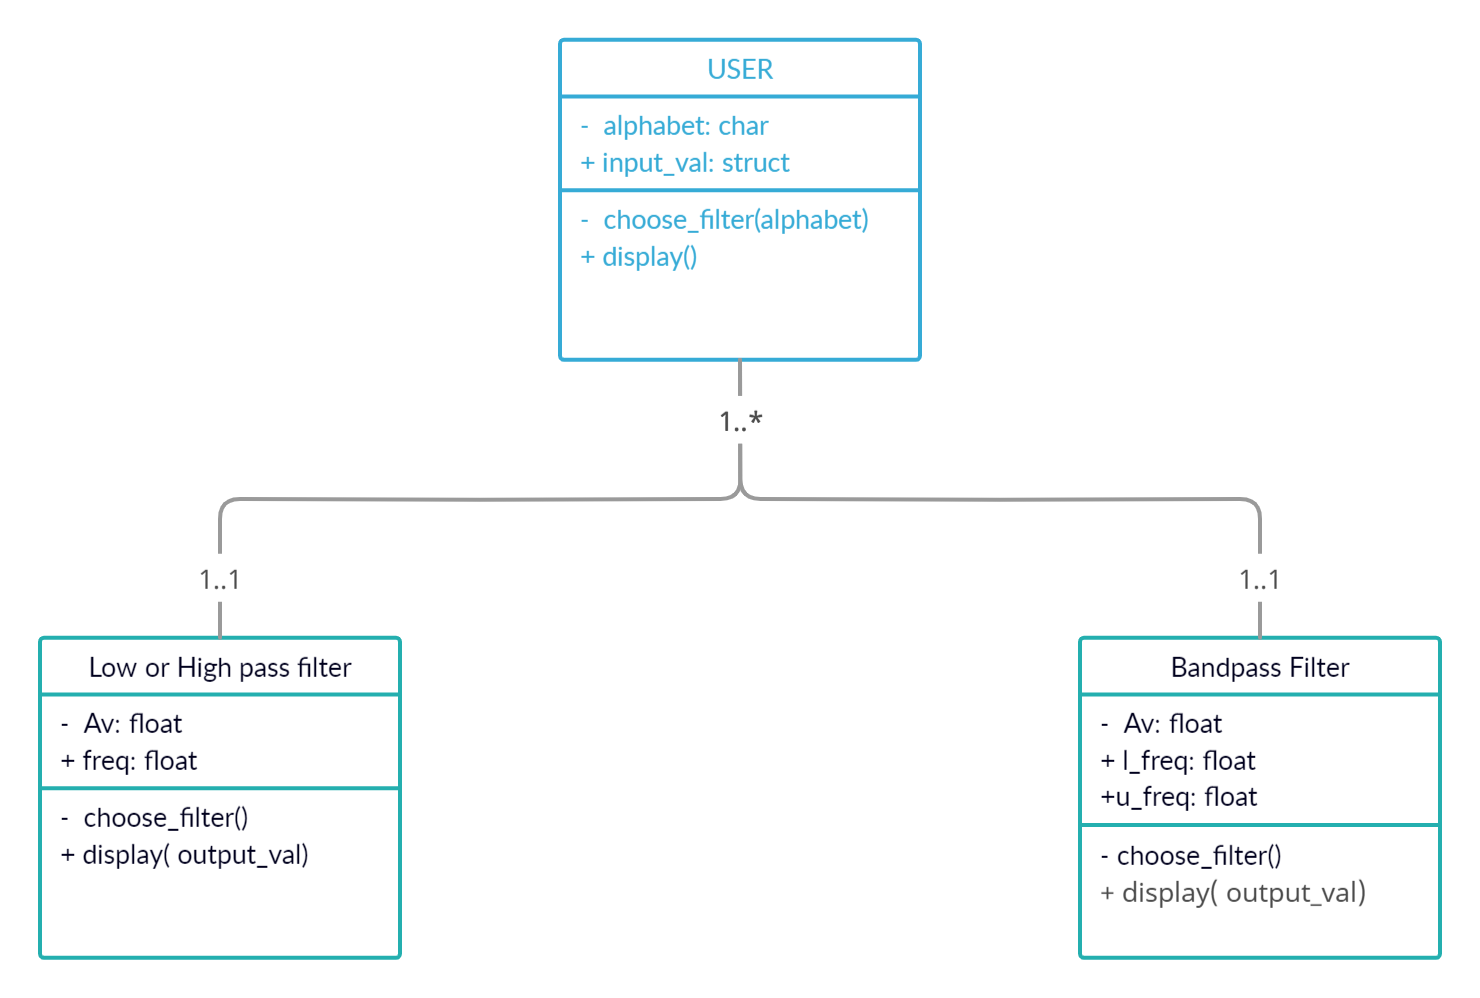 USER
- alphabet: char
+ input_val: struct
- choose_filter(alphabet)
+ display()
1..*
1..1
1..1
Low or High pass filter
- Av: float
+ freq: float
- choose_filter()
+ display( output_val)
Bandpass Filter
- Av: float
+ l_freq: float
+u_freq: float
- choose_filter()
+ display( output_val)